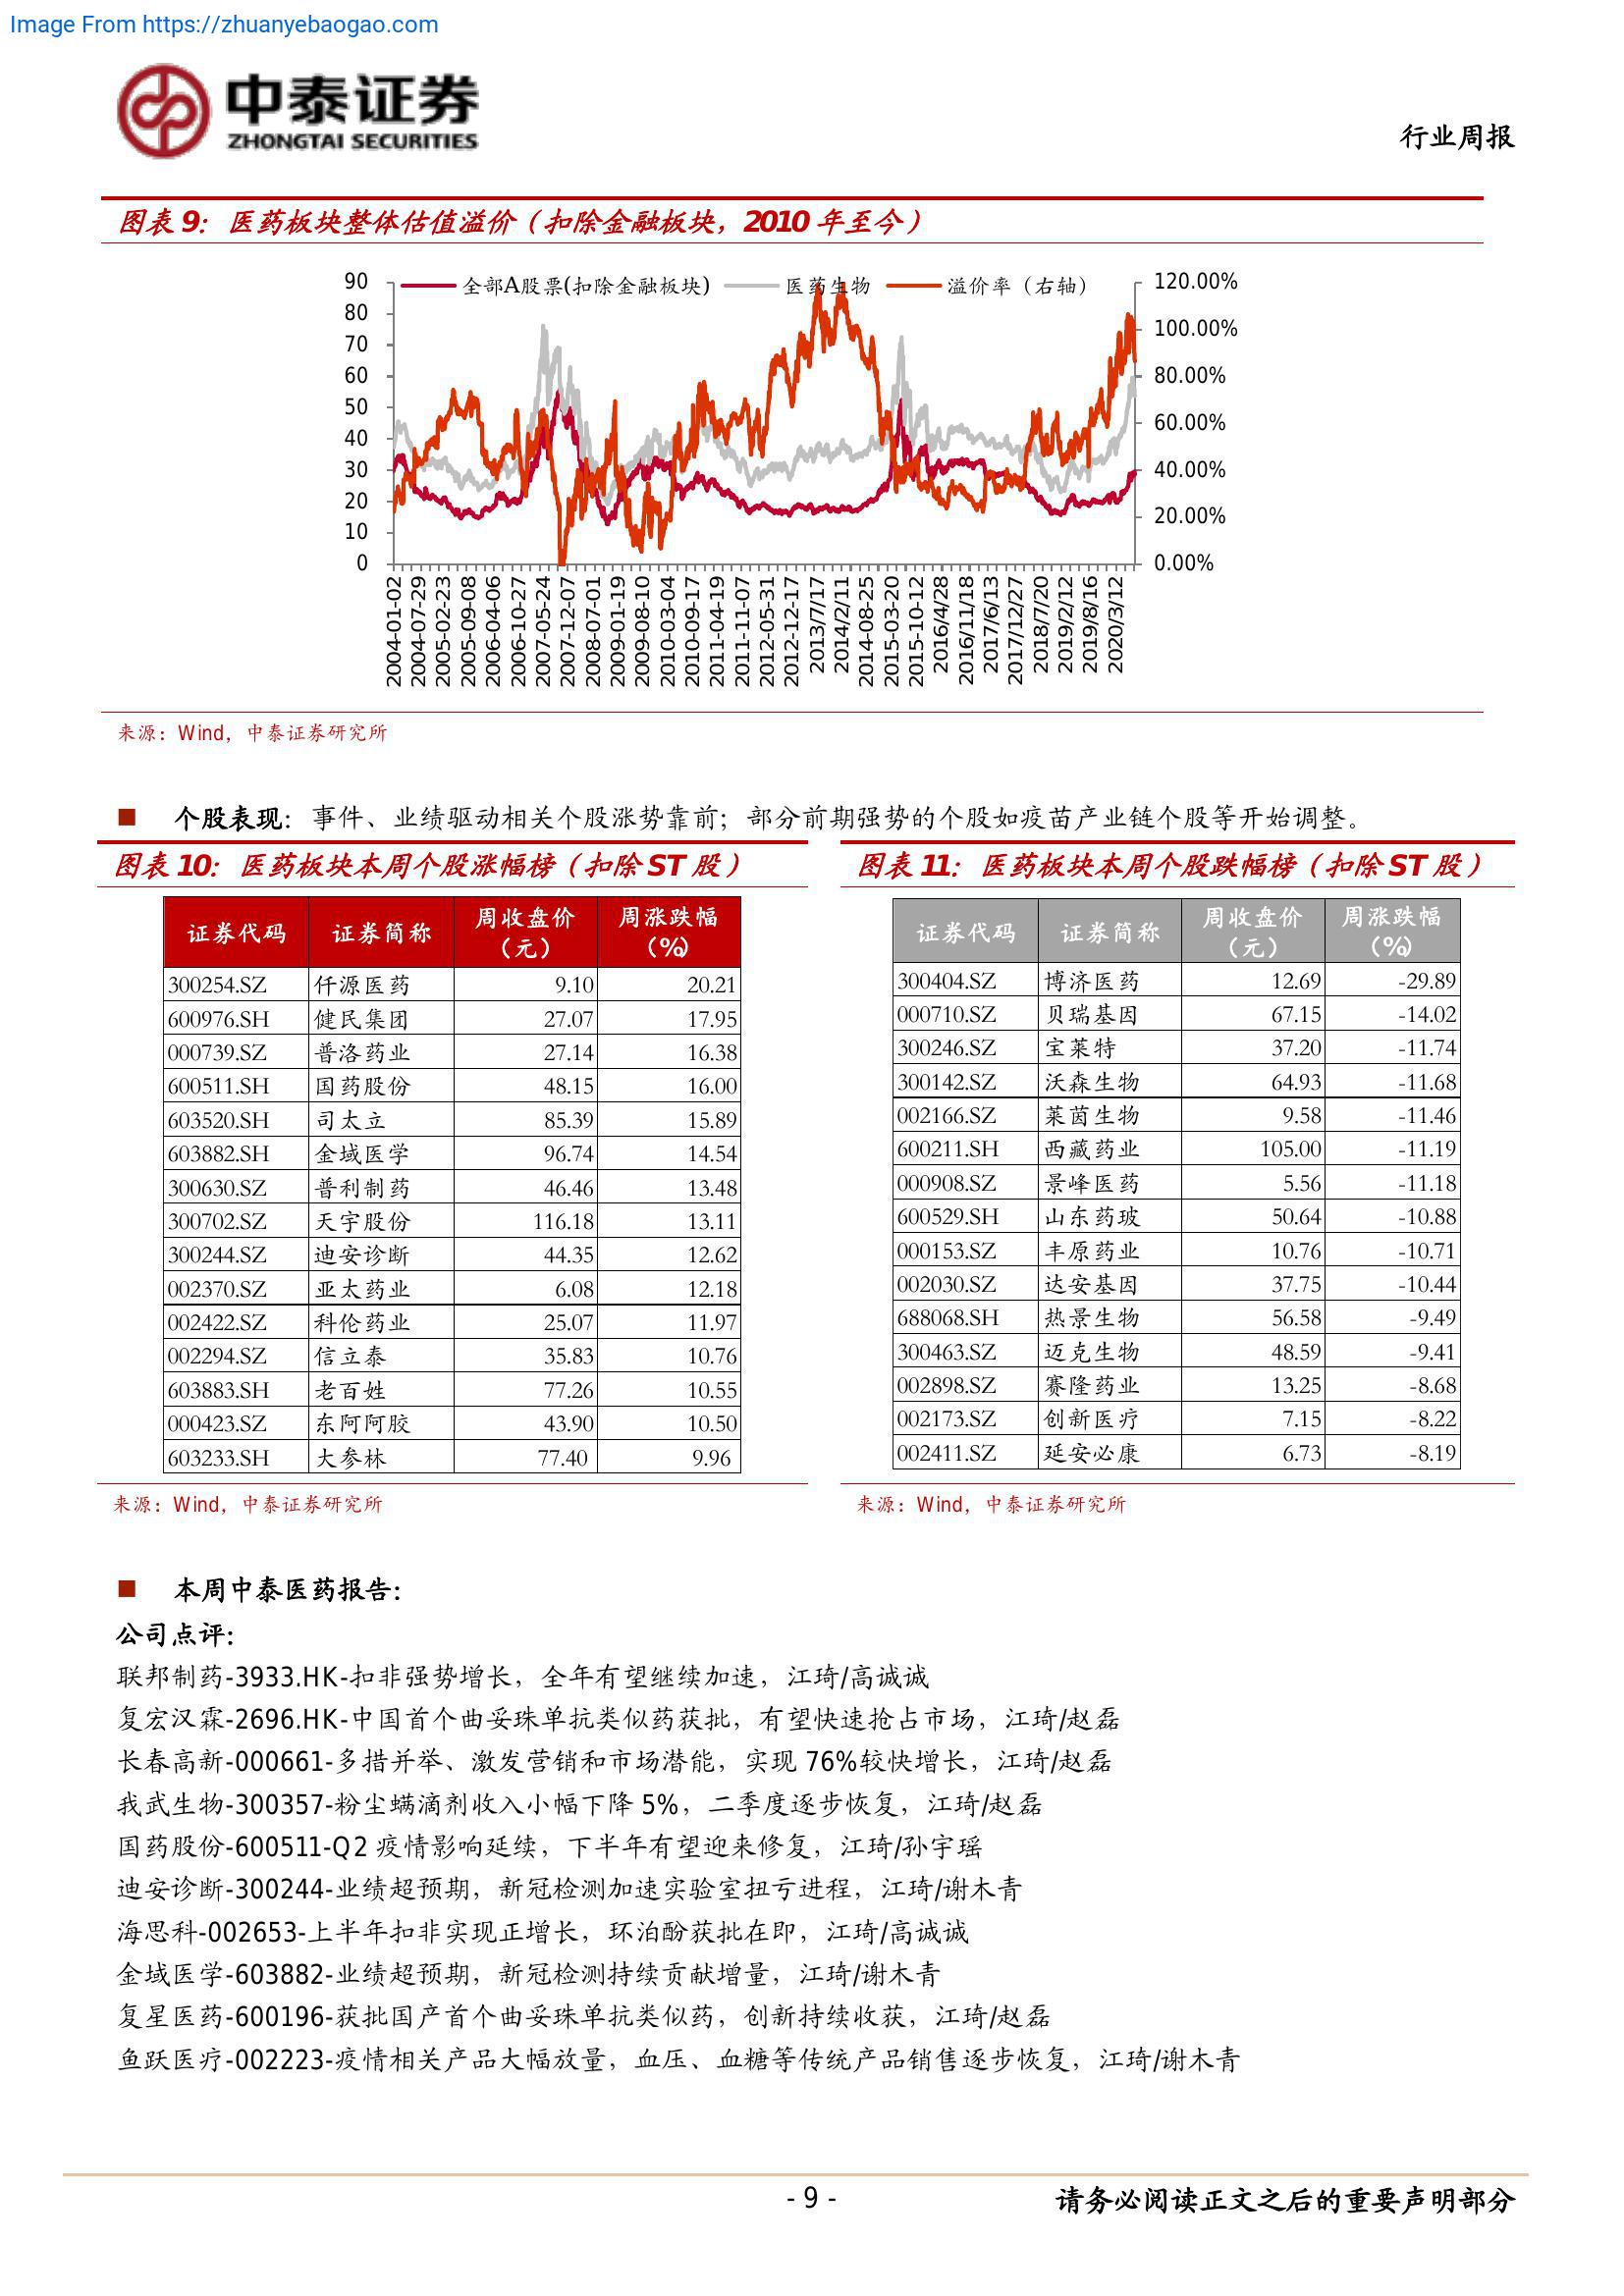 Image From https://zhuanyebaogao.com
中泰证券
ZHONGTAI SECURITIES
行业周报
图表 9：医药板块整体估值溢价（扣除金融板块，2010 年至今）
全部A股票(扣除金融板块) 医药生物 溢价率（右轴）
90 120.00%
80 100.00%
70 80.00%
60 60.00%
50 40.00%
40 20.00%
30 0.00%
20
10
0
2004-01-02 2004-07-29 2005-02-23 2005-09-08 2006-04-06 2006-10-27 2007-05-24 2007-12-07 2008-07-01 2009-01-19 2009-08-10 2010-03-04 2010-09-17 2011-04-19 2011-11-07 2012-05-31 2012-12-17 2013/7/17 2014/2/11 2014-08-25 2015-03-20 2015-10-12 2016/4/28 2016/11/18 2017/6/13 2017/12/27 2018/7/20 2019/2/12 2019/8/16 2020/3/12
来源：Wind，中泰证券研究所
■ 个股表现：事件、业绩驱动相关个股涨势靠前；部分前期强势的个股如疫苗产业链个股等开始调整。
图表 10：医药板块本周个股涨幅榜（扣除 ST 股）
证券代码 证券简称 周收盘价（元） 周涨跌幅（%）
300254.SZ 仟源医药 9.10 20.21
600976.SH 健民集团 27.07 17.95
000739.SZ 普洛药业 27.14 16.38
600511.SH 国药股份 48.15 16.00
603520.SH 司太立 85.39 15.89
603882.SH 金域医学 96.74 14.54
300630.SZ 普利制药 46.46 13.48
300702.SZ 天宇股份 116.18 13.11
300244.SZ 迪安诊断 44.35 12.62
002370.SZ 亚太药业 6.08 12.18
002422.SZ 科伦药业 25.07 11.97
002294.SZ 信立泰 35.83 10.76
603883.SH 老百姓 77.26 10.55
000423.SZ 东阿阿胶 43.90 10.50
603233.SH 大参林 77.40 9.96
来源：Wind，中泰证券研究所
图表 11：医药板块本周个股跌幅榜（扣除 ST 股）
证券代码 证券简称 周收盘价（元） 周涨跌幅（%）
300404.SZ 博济医药 12.69 -29.89
000710.SZ 贝瑞基因 67.15 -14.02
300246.SZ 宝莱特 37.20 -11.74
300142.SZ 沃森生物 64.93 -11.68
002166.SZ 莱茵生物 9.58 -11.46
600211.SH 西藏药业 105.00 -11.19
000908.SZ 景峰医药 5.56 -11.18
600529.SH 山东药玻 50.64 -10.88
000153.SZ 丰原药业 10.76 -10.71
002030.SZ 达安基因 37.75 -10.44
688068.SH 热景生物 56.58 -9.49
300463.SZ 迈克生物 48.59 -9.41
002898.SZ 赛隆药业 13.25 -8.68
002173.SZ 创新医疗 7.15 -8.22
002411.SZ 延安必康 6.73 -8.19
来源：Wind，中泰证券研究所
■ 本周中泰医药报告：
公司点评：
联邦制药-3933.HK-扣非强势增长，全年有望继续加速，江琦/高诚诚
复宏汉霖-2696.HK-中国首个曲妥珠单抗类似药获批，有望快速抢占市场，江琦/赵磊
长春高新-000661-多措并举、激发营销和市场潜能，实现 76%较快增长，江琦/赵磊
我武生物-300357-粉尘螨滴剂收入小幅下降 5%，二季度逐步恢复，江琦/赵磊
国药股份-600511-Q2 疫情影响延续，下半年有望迎来修复，江琦/孙宇瑶
迪安诊断-300244-业绩超预期，新冠检测加速实验室扭亏进程，江琦/谢木青
海思科-002653-上半年扣非实现正增长，环泊酚获批在即，江琦/高诚诚
金域医学-603882-业绩超预期，新冠检测持续贡献增量，江琦/谢木青
复星医药-600196-获批国产首个曲妥珠单抗类似药，创新持续收获，江琦/赵磊
鱼跃医疗-002223-疫情相关产品大幅放量，血压、血糖等传统产品销售逐步恢复，江琦/谢木青
- 9 -
请务必阅读正文之后的重要声明部分